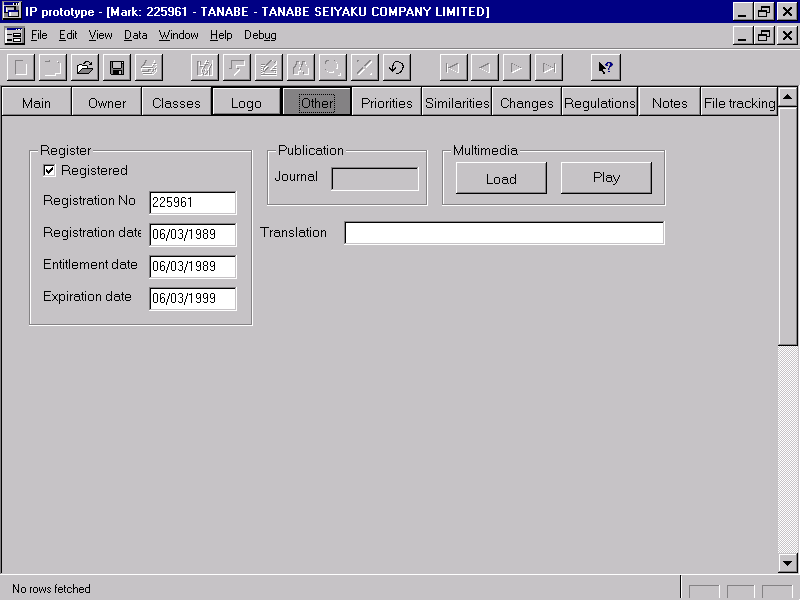 IP prototype - [Mark: 225961 - TANABE - TANABE SEIYAKU COMPANY LIMITED]
File Edit View Data Window Help Debug
Main Owner Classes Logo Other Priorities Similarities Changes Regulations Notes File tracking
Register
Registered
Registration No 225961
Registration date 06/03/1989
Entitlement date 06/03/1989
Expiration date 06/03/1999
Publication
Journal
Multimedia
Load Play
Translation
No rows fetched